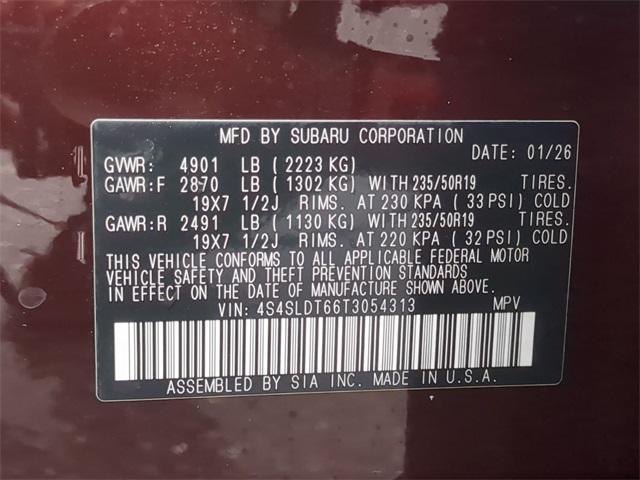 MFD BY SUBARU CORPORATION
GVWR: 4901 LB (2223 KG) DATE: 01/26
GAWR:F 2870 LB (1302 KG) WITH 235/50R19 TIRES.
19X7 1/2J RIMS. AT 230 KPA (33 PSI) COLD
GAWR:R 2491 LB (1130 KG) WITH 235/50R19 TIRES.
19X7 1/2J RIMS. AT 220 KPA (32 PSI) COLD
THIS VEHICLE CONFORMS TO ALL APPLICABLE FEDERAL MOTOR
VEHICLE SAFETY AND THEFT PREVENTION STANDARDS
IN EFFECT ON THE DATE OF MANUFACTURE SHOWN ABOVE.
VIN: 4S4SLDT66T3054313 MPV
ASSEMBLED BY SIA INC. MADE IN U.S.A.